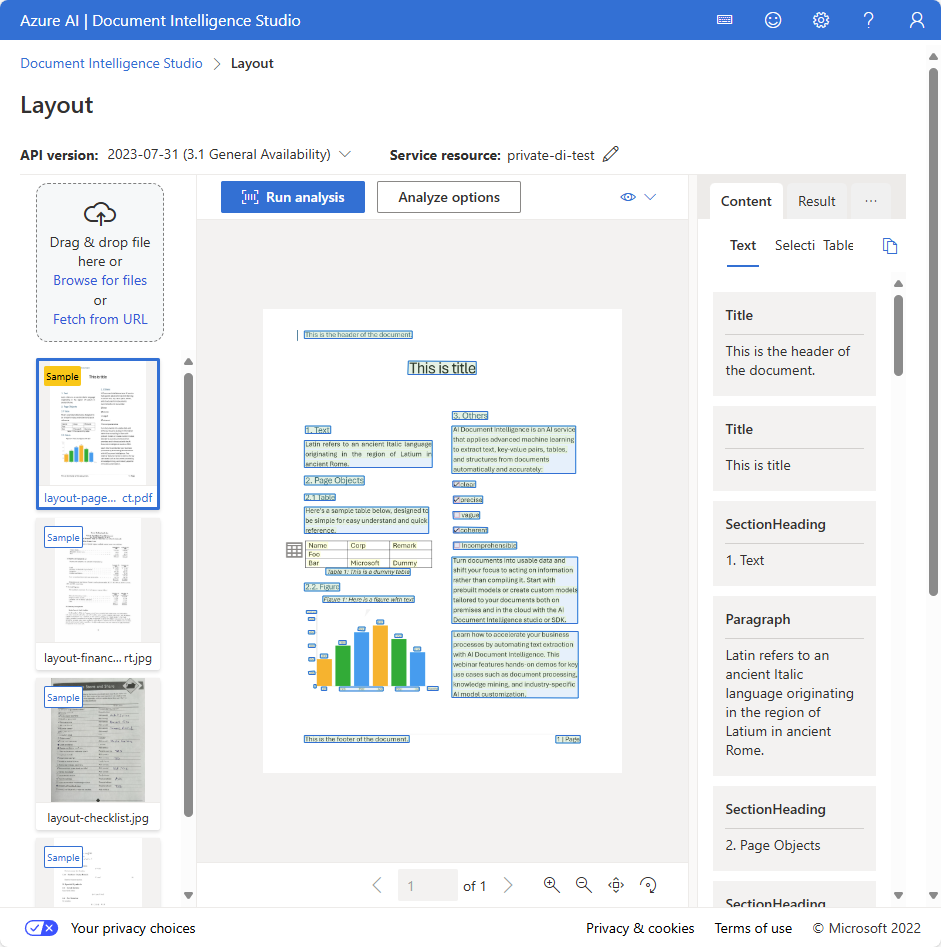 Azure AI | Document Intelligence Studio
Document Intelligence Studio > Layout
Layout
API version: 2023-07-31 (3.1 General Availability)
Service resource: private-di-test
Drag & drop file
here or
Browse for files
or
Fetch from URL
Sample
This is title
layout-page... ct.pdf
Sample
layout-financ... rt.jpg
Sample
layout-checklist.jpg
Sample
Run analysis
Analyze options
This is the header of the document.
This is title
1. Text
Latin refers to an ancient Italic language
originating in the region of Latium in
ancient Rome.
2. Page Objects
2.1 Table
Here's a sample table below, designed to
be simple for easy understand and quick
reference.
Name Corp Remark
Foo
Bar Microsoft Dummy
Table 1: This is a dummy table
2.2. Figure
Figure 1: Here is a figure with text
3. Others
AI Document Intelligence is an AI service
that applies advanced machine learning
to extract text, key-value pairs, tables,
and structures from documents
automatically and accurately:
clear
precise
vague
coherent
Incomprehensible
Turn documents into usable data and
shift your focus to acting on information
rather than compiling it. Start with
prebuilt models or create custom models
tailored to your documents both on
premises and in the cloud with the AI
Document Intelligence studio or SDK.
Learn how to accelerate your business
processes by automating text extraction
with AI Document Intelligence. This
webinar features hands-on demos for key
use cases such as document processing,
knowledge mining, and industry-specific
AI model customization.
This is the footer of the document.
1 | Page
1 of 1
Content Result ...
Text Selecti Table
Title
This is the header of
the document.
Title
This is title
SectionHeading
1. Text
Paragraph
Latin refers to an
ancient Italic
language originating
in the region of
Latium in ancient
Rome.
SectionHeading
2. Page Objects
SectionHeading
Your privacy choices
Privacy & cookies
Terms of use
© Microsoft 2022